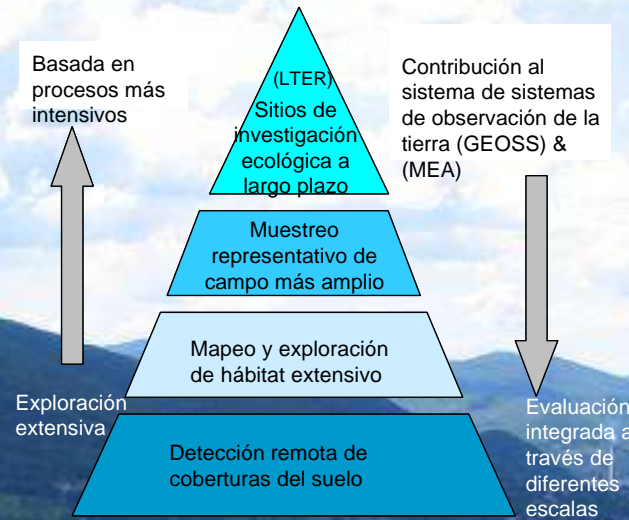 Basada en
procesos más
intensivos
(LTER)
Sitios de
investigación
ecológica a
largo plazo
Contribución al
sistema de sistemas
de observación de la
tierra (GEOSS) &
(MEA)
Muestreo
representativo de
campo más amplio
Mapeo y exploración
de hábitat extensivo
Exploración
extensiva
Detección remota de
coberturas del suelo
Evaluación
integrada a
través de
diferentes
escalas